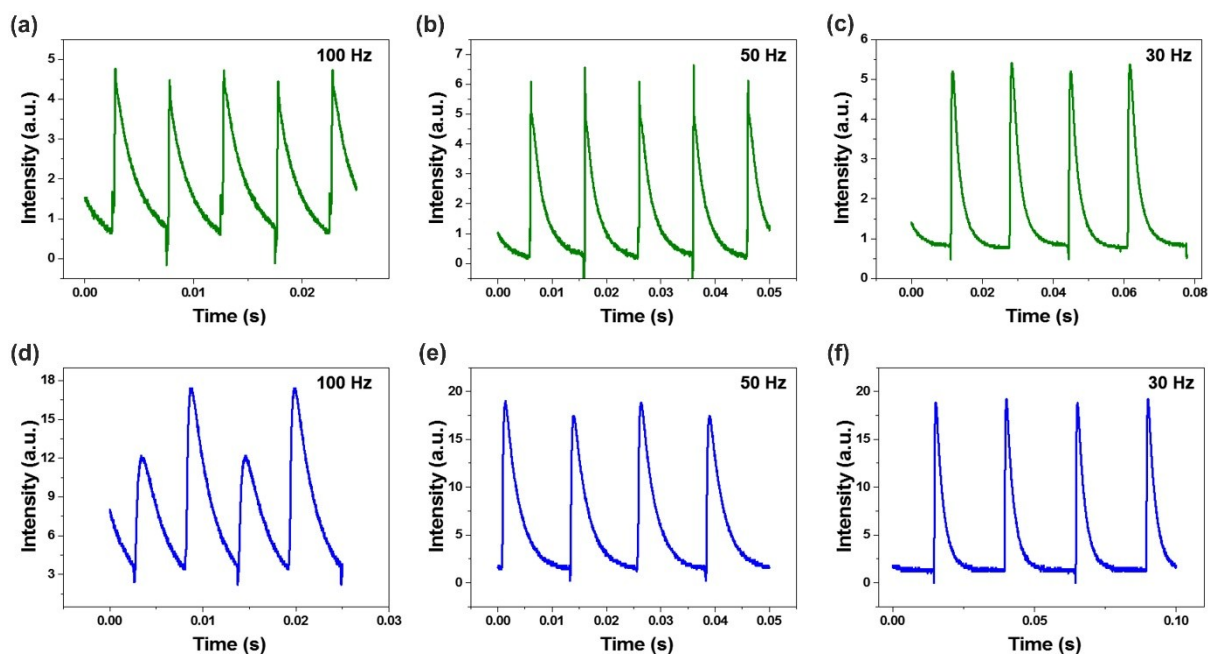 (a)
100 Hz
Intensity (a.u.)
5
4
3
2
1
0
0.00 0.01 0.02
Time (s)
(b)
50 Hz
Intensity (a.u.)
7
6
5
4
3
2
1
0
0.00 0.01 0.02 0.03 0.04 0.05
Time (s)
(c)
30 Hz
Intensity (a.u.)
6
5
4
3
2
1
0
0.00 0.02 0.04 0.06 0.08
Time (s)
(d)
100 Hz
Intensity (a.u.)
18
15
12
9
6
3
0.00 0.01 0.02 0.03
Time (s)
(e)
50 Hz
Intensity (a.u.)
20
15
10
5
0
0.00 0.01 0.02 0.03 0.04 0.05
Time (s)
(f)
30 Hz
Intensity (a.u.)
20
15
10
5
0
0.00 0.05 0.10
Time (s)